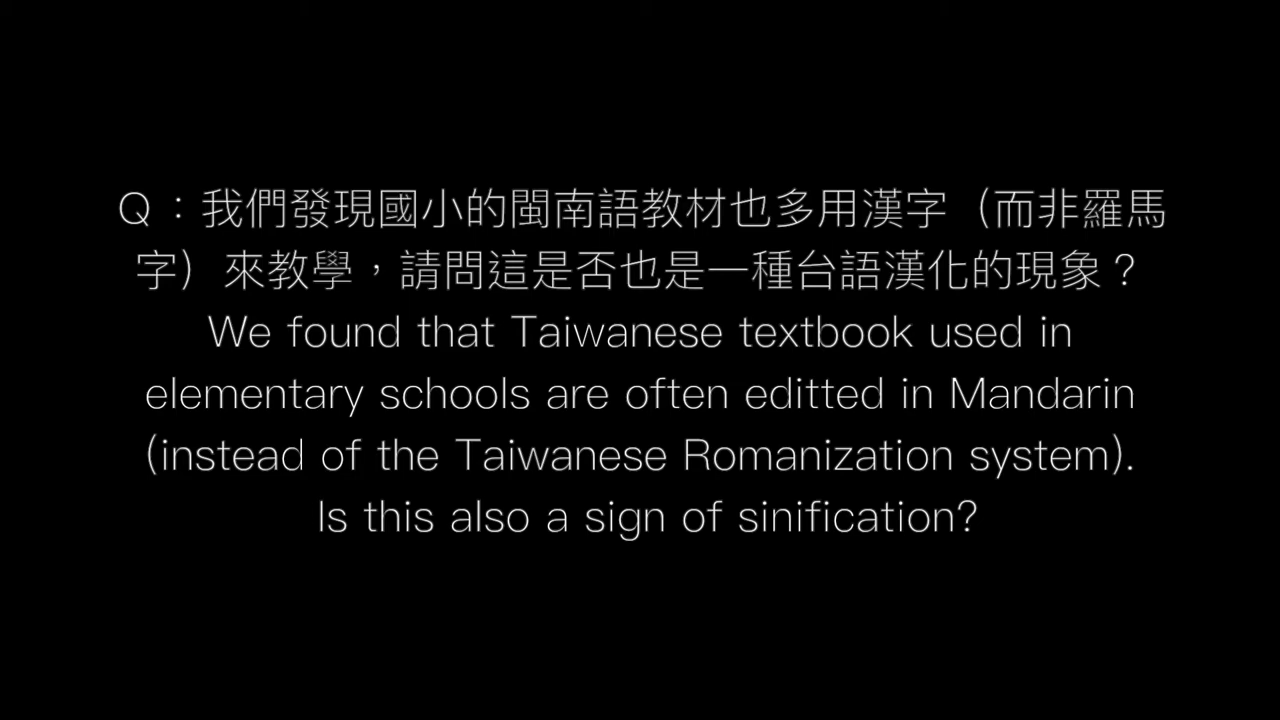 Q：我們發現國小的閩南語教材也多用漢字（而非羅馬
字）來教學，請問這是否也是一種台語漢化的現象？
We found that Taiwanese textbook used in
elementary schools are often editted in Mandarin
(instead of the Taiwanese Romanization system).
Is this also a sign of sinification?